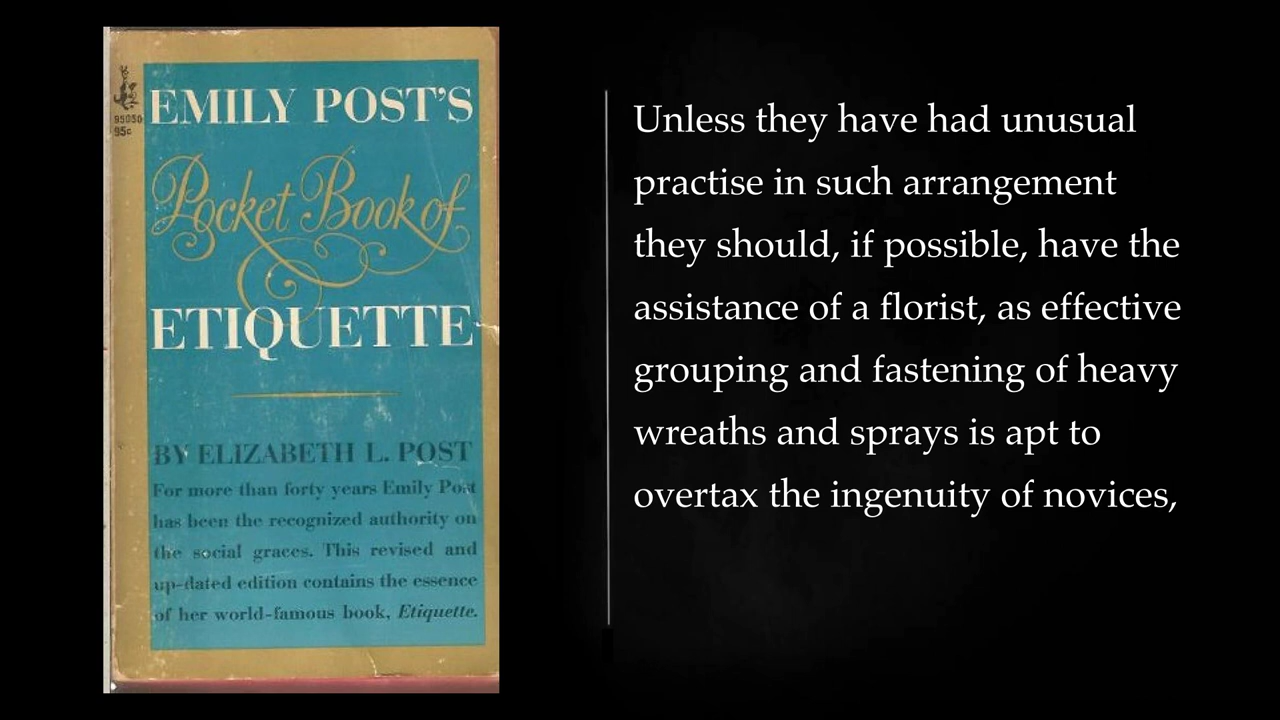 EMILY POST'S
95050
95c
Pocket Book of
ETIQUETTE
BY ELIZABETH L. POST
For more than forty years Emily Post
has been the recognized authority on
the social graces. This revised and
up-dated edition contains the essence
of her world-famous book, Etiquette.
Unless they have had unusual
practise in such arrangement
they should, if possible, have the
assistance of a florist, as effective
grouping and fastening of heavy
wreaths and sprays is apt to
overtax the ingenuity of novices,